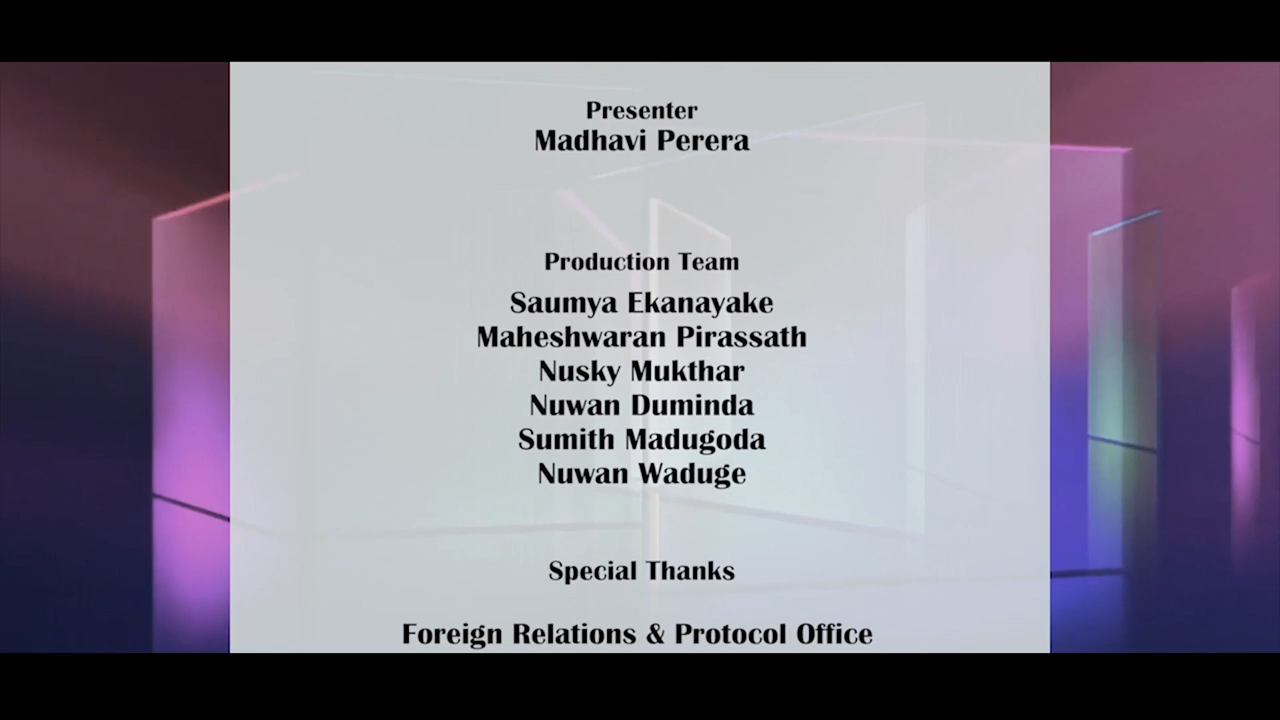 Presenter
Madhavi Perera
Production Team
Saumya Ekanayake
Maheshwaran Pirassath
Nusky Mukthar
Nuwan Duminda
Sumith Madugoda
Nuwan Waduge
Special Thanks
Foreign Relations & Protocol Office